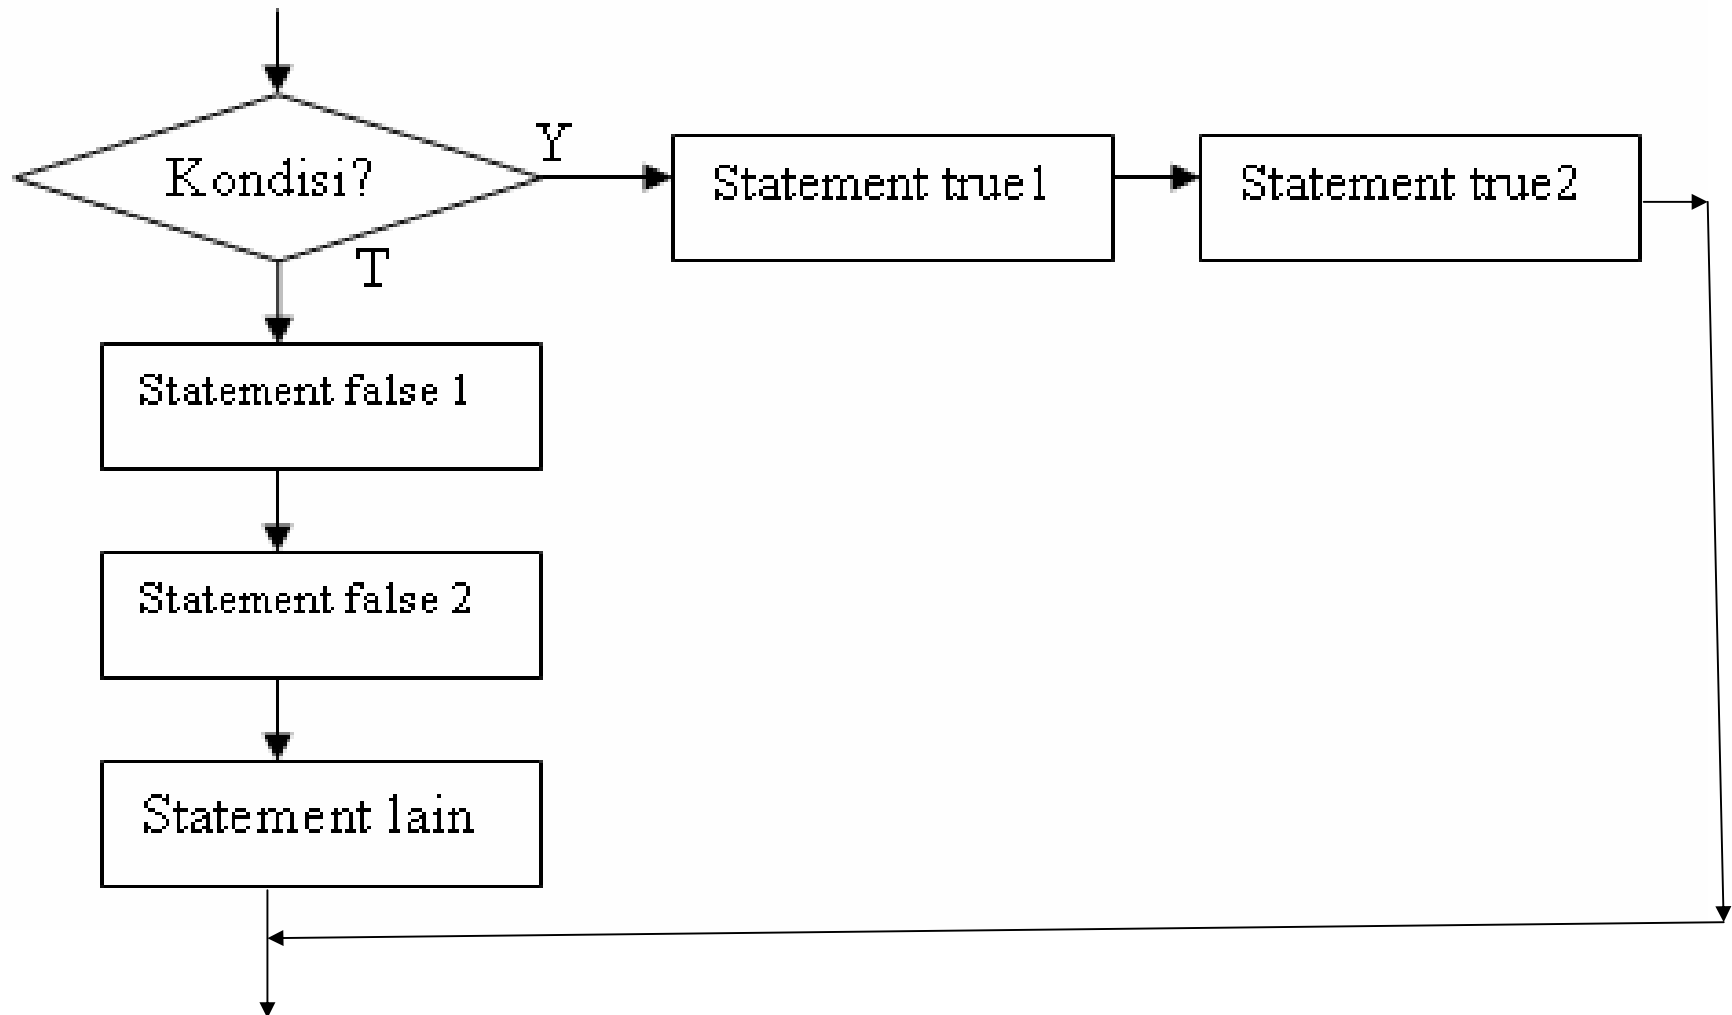 Kondisi?
Y
Statement true1
Statement true2
T
Statement false 1
Statement false 2
Statement lain